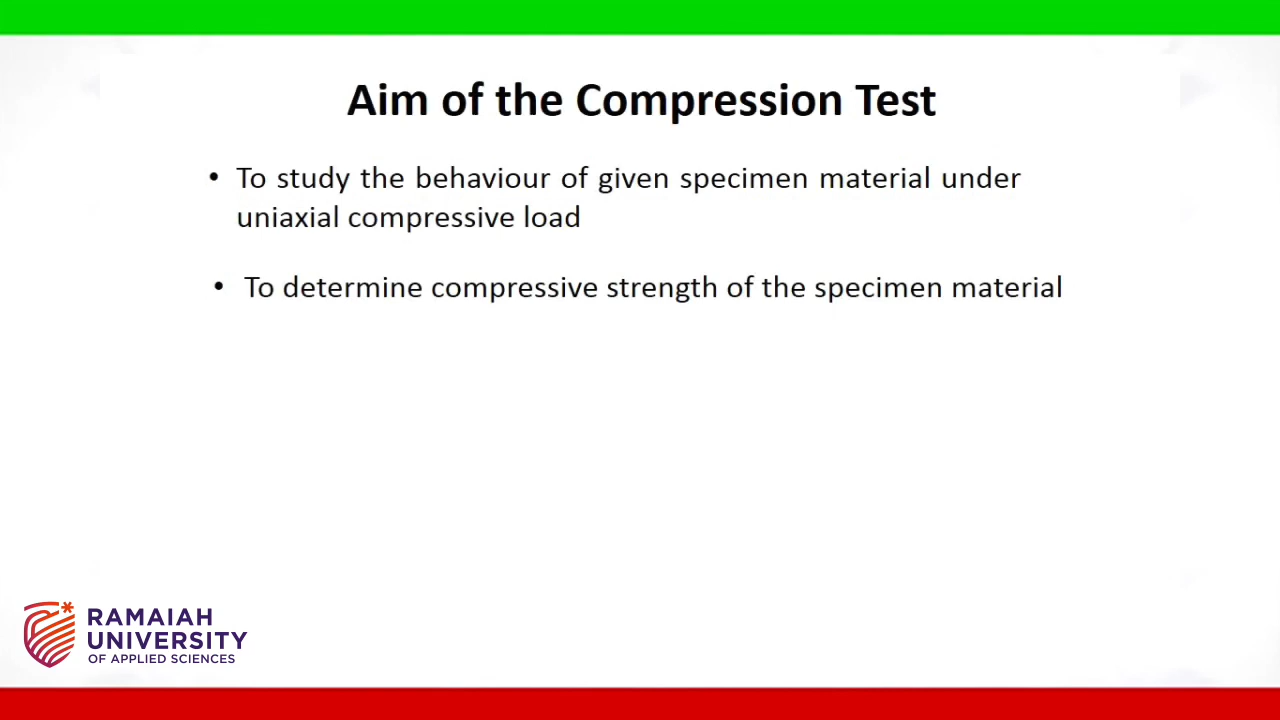 Aim of the Compression Test
• To study the behaviour of given specimen material under
uniaxial compressive load
• To determine compressive strength of the specimen material
RAMAIAH
UNIVERSITY
OF APPLIED SCIENCES